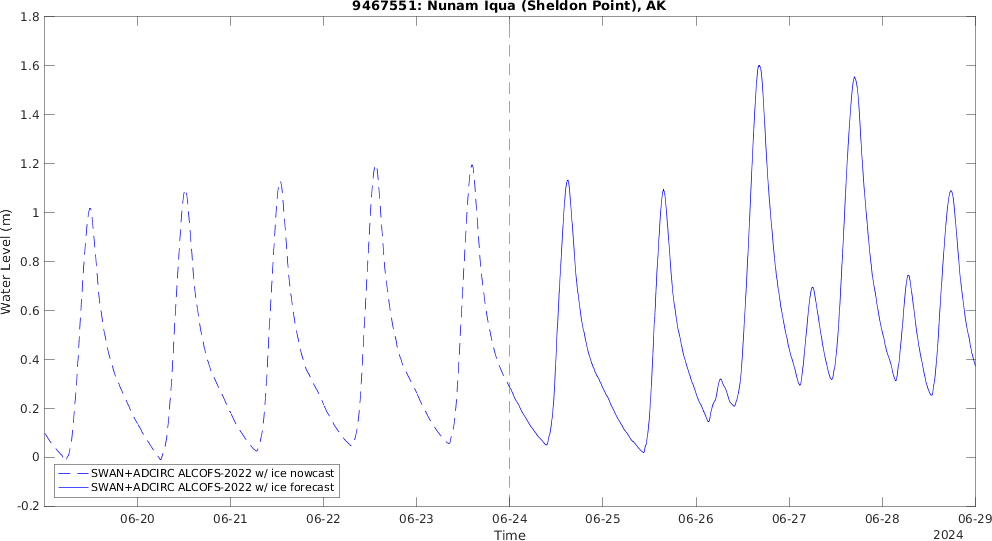 9467551: Nunam Iqua (Sheldon Point), AK
1.8
1.6
1.4
1.2
1
0.8
0.6
0.4
0.2
0
-0.2
Water Level (m)
SWAN+ADCIRC ALCOFS-2022 w/ ice nowcast
SWAN+ADCIRC ALCOFS-2022 w/ ice forecast
06-20 06-21 06-22 06-23 06-24 06-25 06-26 06-27 06-28 06-29
Time
2024